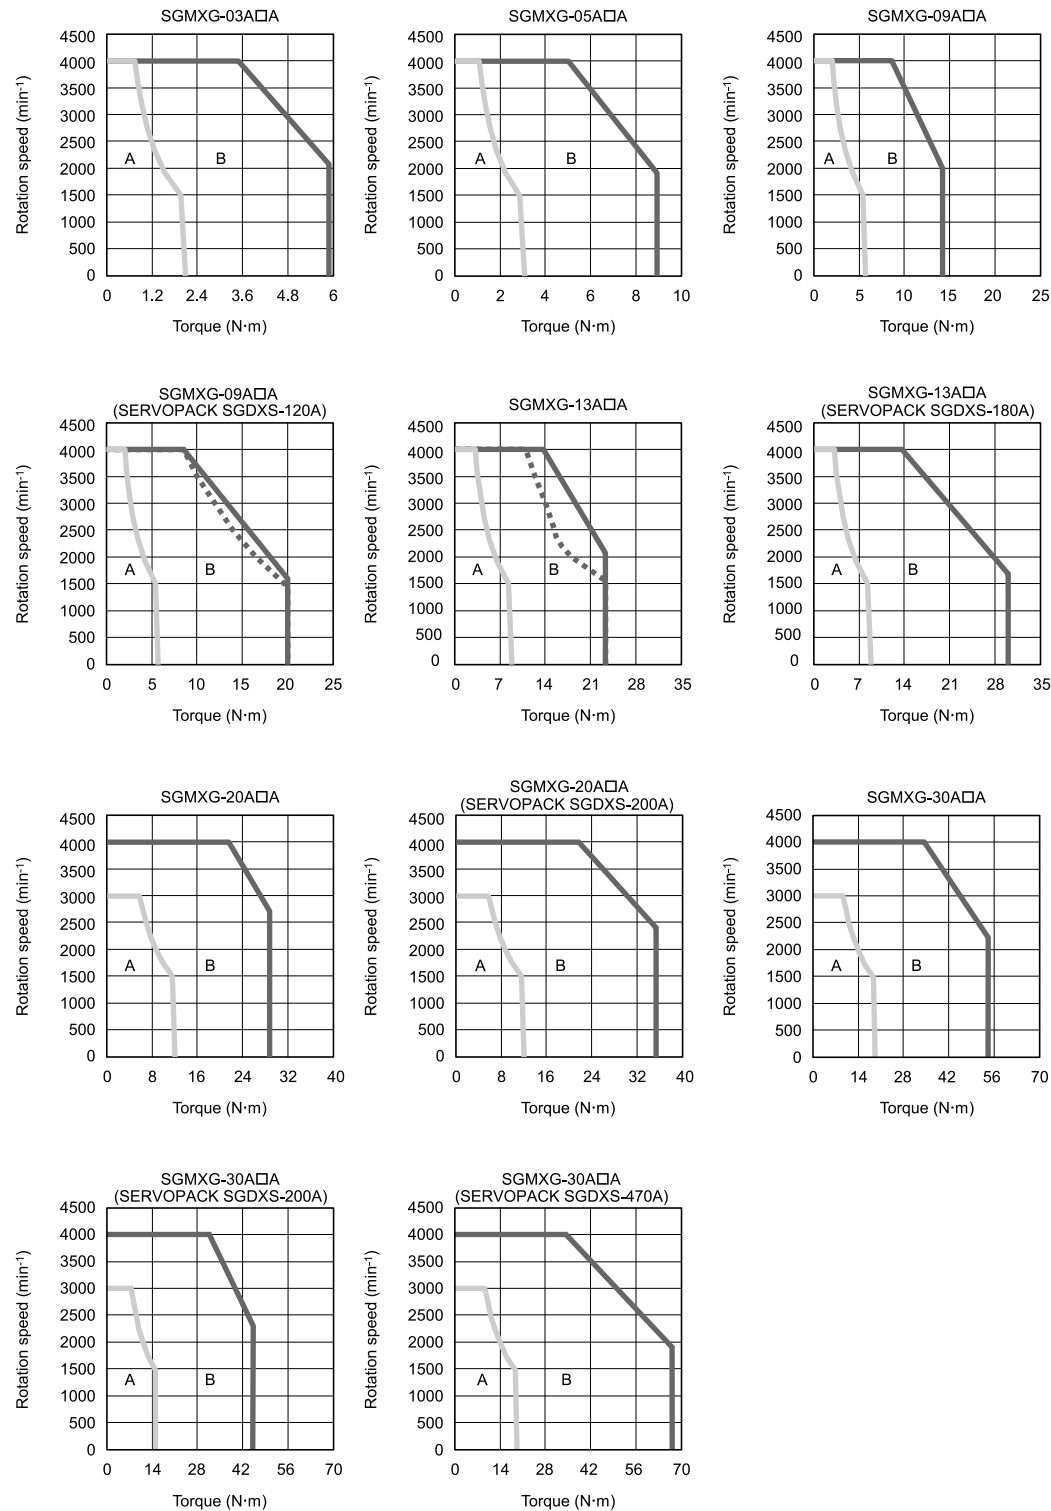 SGMXG-03A□A
4500
4000
3500
3000
2500
2000
1500
1000
500
0
Rotation speed (min-1)
A
B
0 1.2 2.4 3.6 4.8 6
Torque (N·m)
SGMXG-05A□A
4500
4000
3500
3000
2500
2000
1500
1000
500
0
Rotation speed (min-1)
A
B
0 2 4 6 8 10
Torque (N·m)
SGMXG-09A□A
4500
4000
3500
3000
2500
2000
1500
1000
500
0
Rotation speed (min-1)
A
B
0 5 10 15 20 25
Torque (N·m)
SGMXG-09A□A
(SERVOPACK SGDXS-120A)
4500
4000
3500
3000
2500
2000
1500
1000
500
0
Rotation speed (min-1)
A
B
0 5 10 15 20 25
Torque (N·m)
SGMXG-13A□A
4500
4000
3500
3000
2500
2000
1500
1000
500
0
Rotation speed (min-1)
A
B
0 7 14 23 28 35
Torque (N·m)
SGMXG-13A□A
(SERVOPACK SGDXS-180A)
4500
4000
3500
3000
2500
2000
1500
1000
500
0
Rotation speed (min-1)
A
B
0 7 14 21 28 35
Torque (N·m)
SGMXG-20A□A
4500
4000
3500
3000
2500
2000
1500
1000
500
0
Rotation speed (min-1)
A
B
0 8 16 24 32 40
Torque (N·m)
SGMXG-20A□A
(SERVOPACK SGDXS-200A)
4500
4000
3500
3000
2500
2000
1500
1000
500
0
Rotation speed (min-1)
A
B
0 8 16 24 32 40
Torque (N·m)
SGMXG-30A□A
4500
4000
3500
3000
2500
2000
1500
1000
500
0
Rotation speed (min-1)
A
B
0 14 28 42 56 70
Torque (N·m)
SGMXG-30A□A
(SERVOPACK SGDXS-200A)
4500
4000
3500
3000
2500
2000
1500
1000
500
0
Rotation speed (min-1)
A
B
0 14 28 42 56 70
Torque (N·m)
SGMXG-30A□A
(SERVOPACK SGDXS-470A)
4500
4000
3500
3000
2500
2000
1500
1000
500
0
Rotation speed (min-1)
A
B
0 14 28 42 56 70
Torque (N·m)